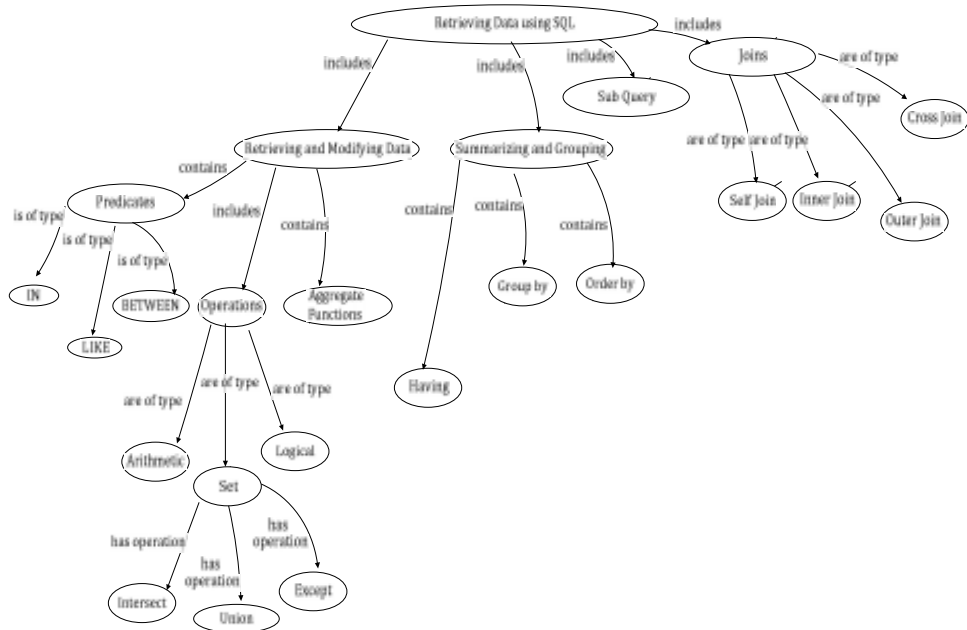 Retrieving Data using SQL
includes
includes
includes
includes
Joins
are of type
Sub Query
are of type
Cross Join
Retrieving and Modifying Data
Summarizing and Grouping
are of type
are of type
contains
Predicates
Self Join
Inner Join
Outer Join
is of type
is of type
is of type
includes
contains
contains
contains
contains
IN
BETWEEN
LIKE
Operations
Aggregate
Functions
Group by
Order by
Having
are of type
are of type
are of type
Arithmetic
Logical
Set
has operation
has
operation
has
operation
Intersect
Union
Except